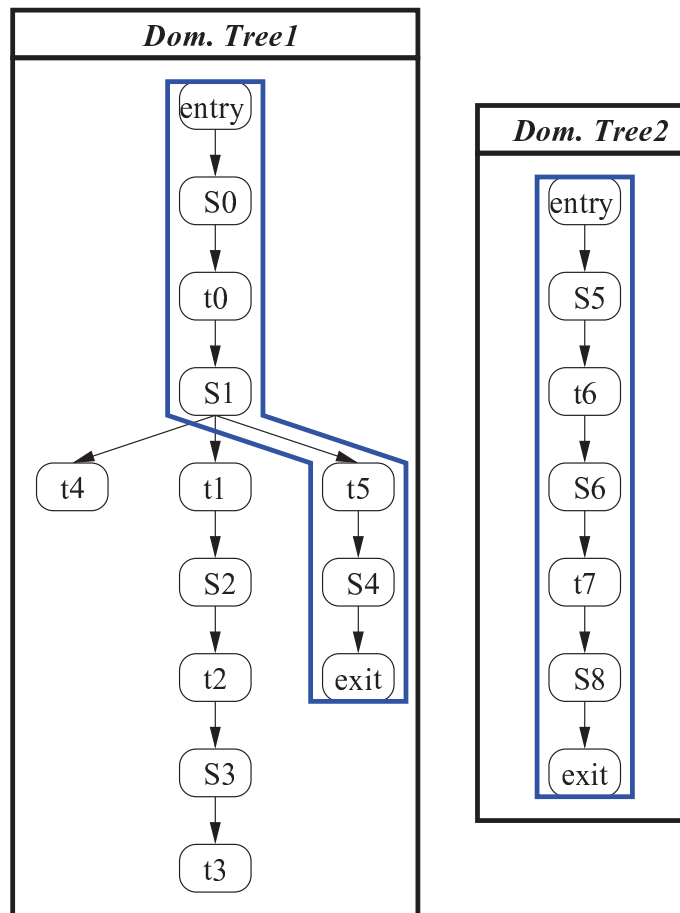 Dom. Tree1
entry
S0
t0
S1
t4 t1 t5
S2 S4
t2 exit
S3
t3
Dom. Tree2
entry
S5
t6
S6
t7
S8
exit